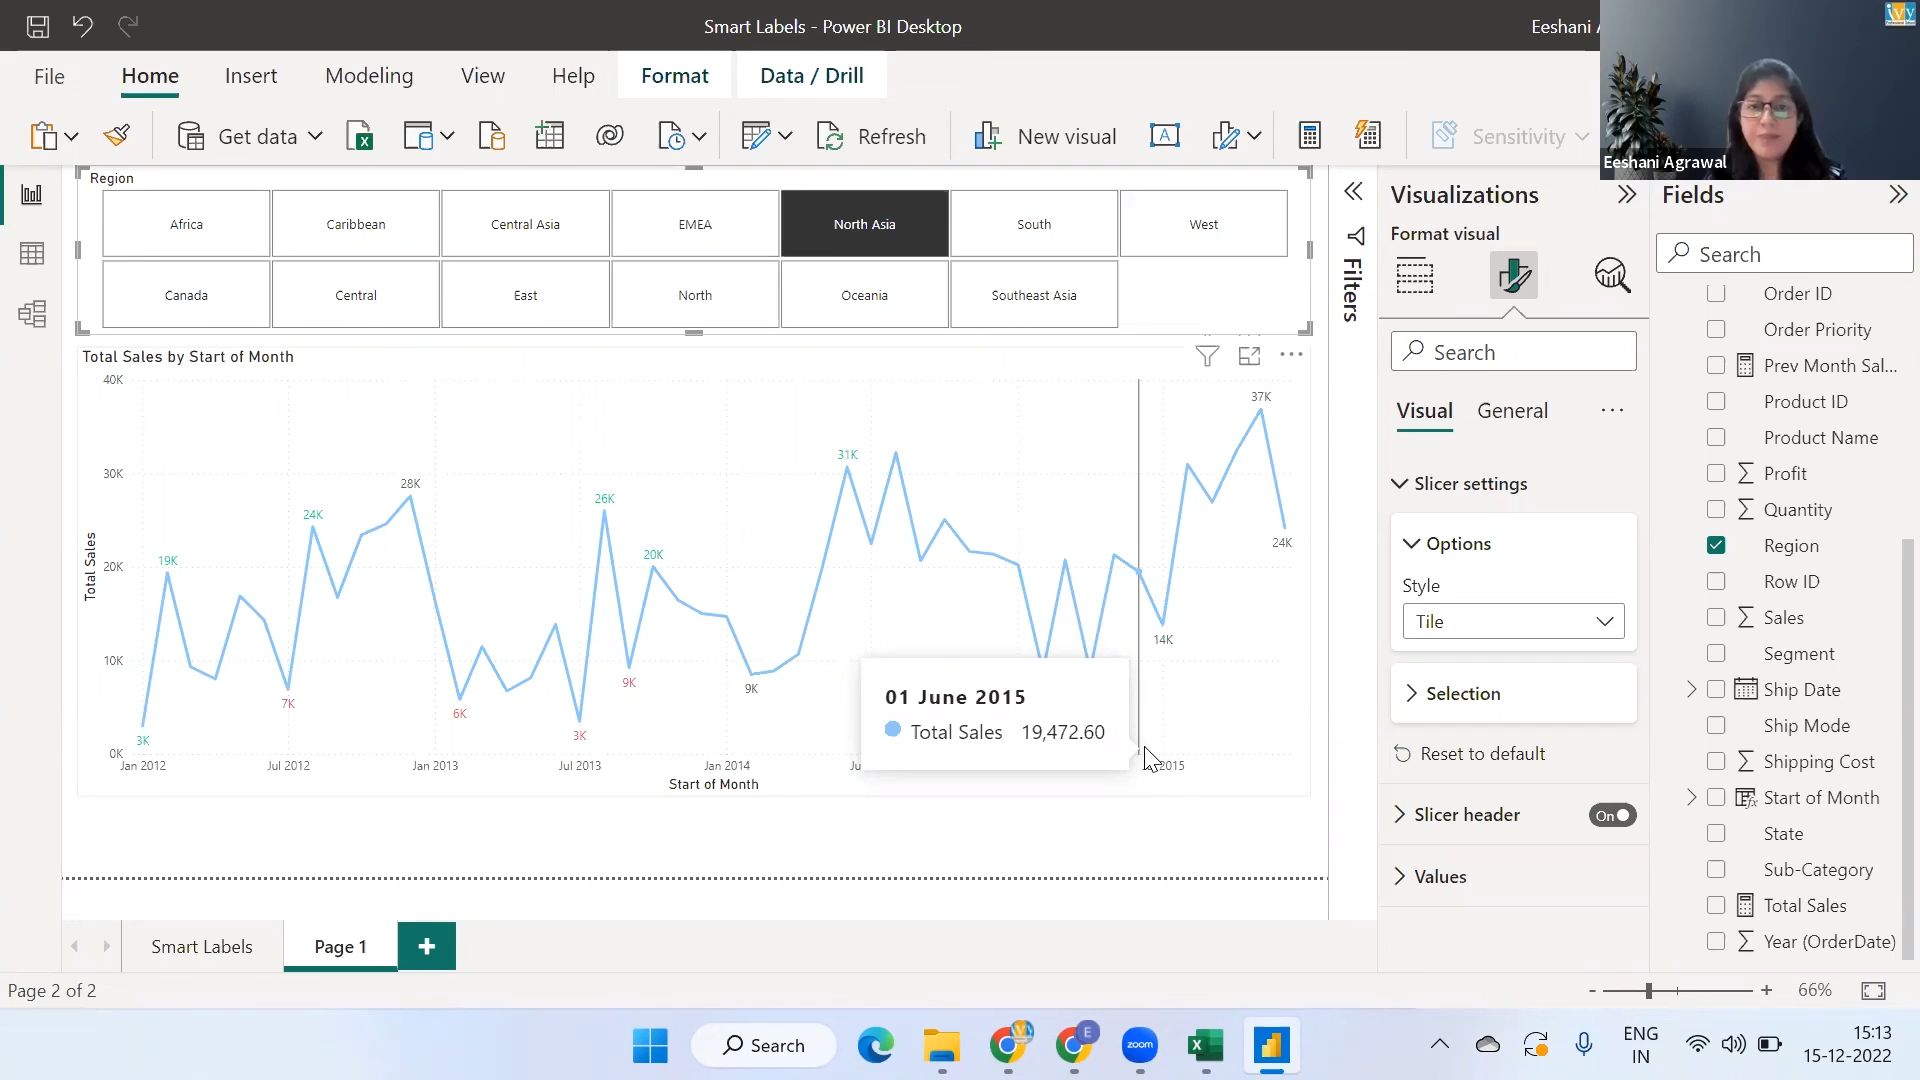 Smart Labels - Power BI Desktop
Eeshani
ivy
File Home Insert Modeling View Help Format Data / Drill
Get data
Refresh
New visual
Sensitivity
Eeshani Agrawal
Region
Africa Caribbean Central Asia EMEA North Asia South West
Canada Central East North Oceania Southeast Asia
Total Sales by Start of Month
40K
30K
20K
10K
0K
Total Sales
3K
19K
7K
24K
28K
6K
3K
26K
9K
20K
9K
31K
14K
37K
24K
Jan 2012 Jul 2012 Jan 2013 Jul 2013 Jan 2014 Ju 2015
Start of Month
01 June 2015
Total Sales 19,472.60
Filters
Visualizations
Format visual
Search
Visual General
Slicer settings
Options
Style
Tile
Selection
Reset to default
Slicer header On
Values
Fields
Search
Order ID
Order Priority
Prev Month Sal...
Product ID
Product Name
Profit
Quantity
Region
Row ID
Sales
Segment
Ship Date
Ship Mode
Shipping Cost
Start of Month
State
Sub-Category
Total Sales
Year (OrderDate)
Smart Labels Page 1 +
Page 2 of 2
- + 66%
Search
E
zoom
ENG
IN
15:13
15-12-2022